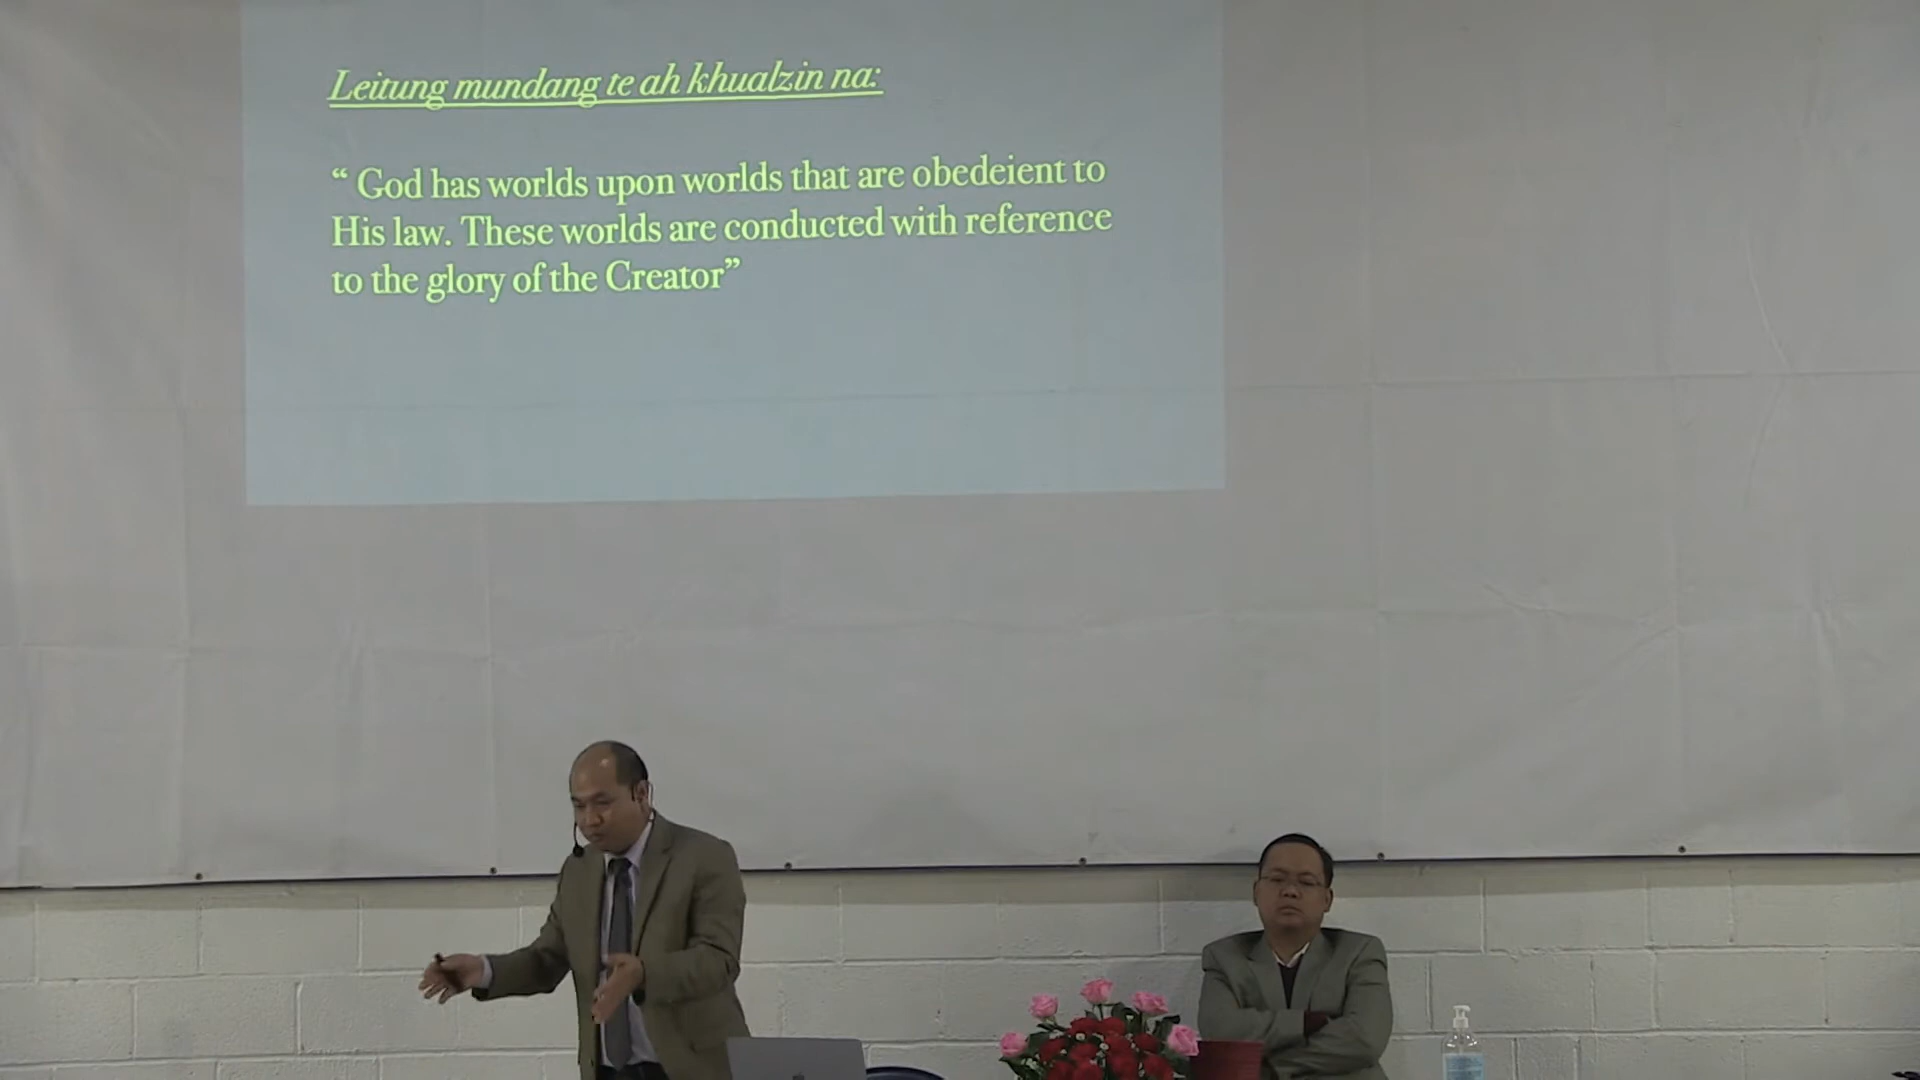 Leitung mundang te ah khualzin na:
“ God has worlds upon worlds that are obedeient to
His law. These worlds are conducted with reference
to the glory of the Creator”